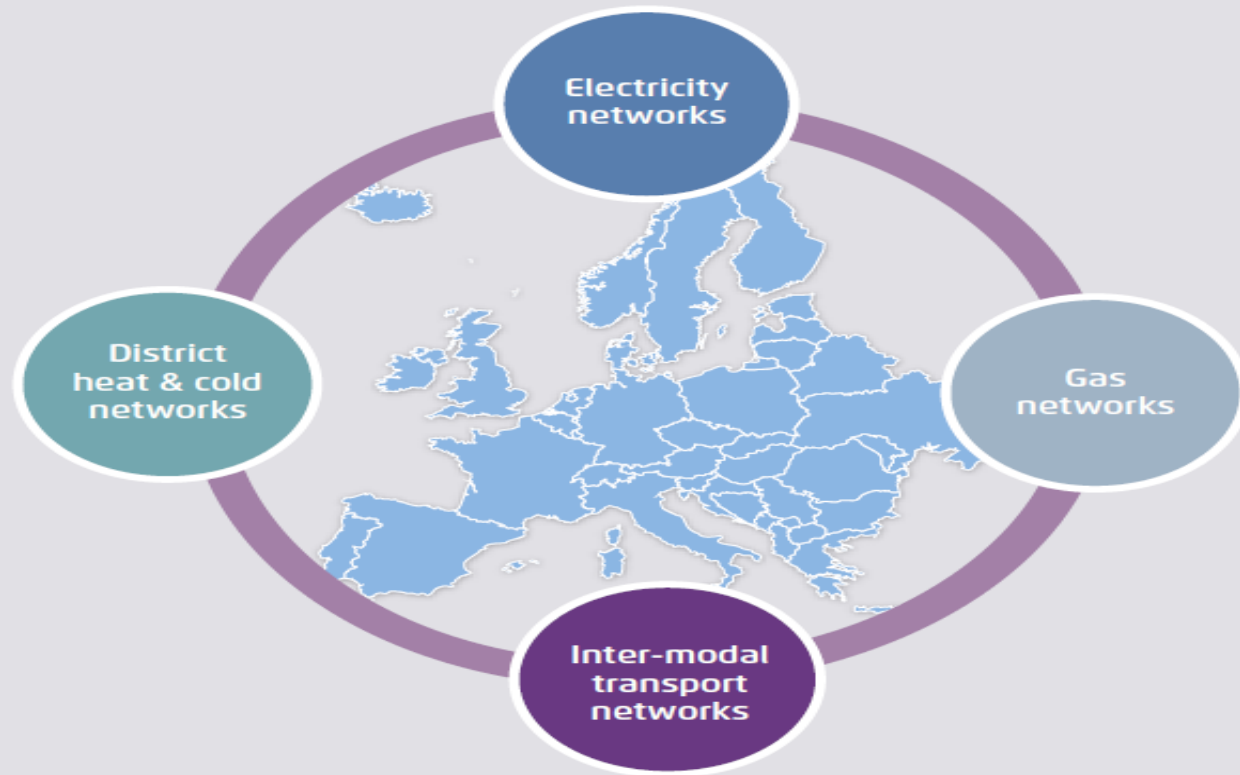 Electricity
networks
District
heat & cold
networks
Gas
networks
Inter-modal
transport
networks